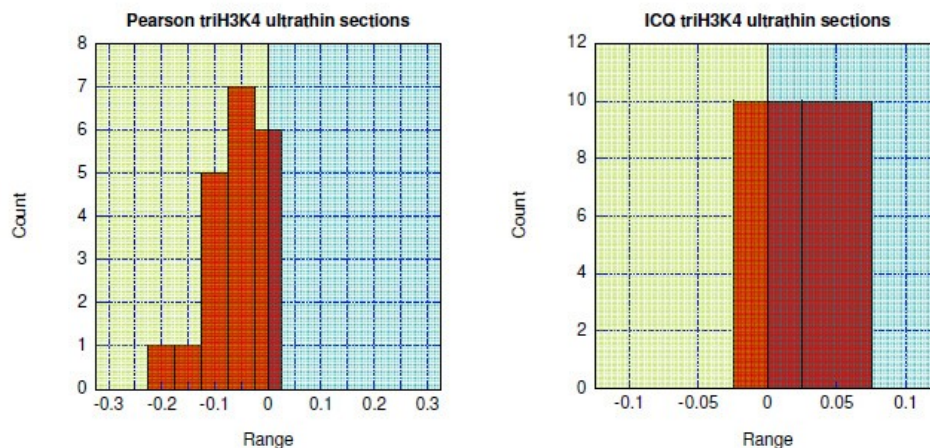 Pearson triH3K4 ultrathin sections
8
7
6
5
4
3
2
1
0
Count
-0.3 -0.2 -0.1 0 0.1 0.2 0.3
Range
ICQ triH3K4 ultrathin sections
12
10
8
6
4
2
0
Count
-0.1 -0.05 0 0.05 0.1
Range